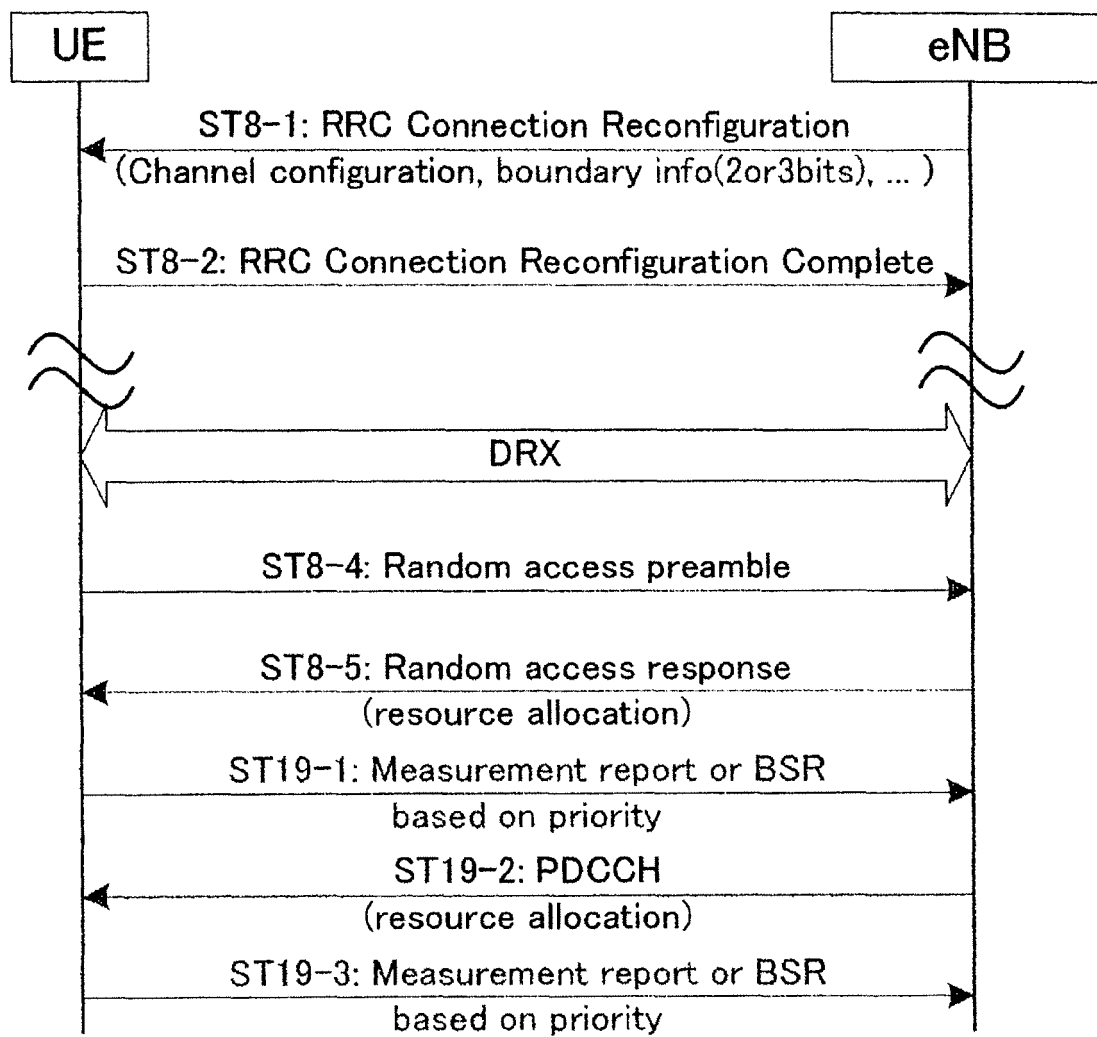 UE
eNB
ST8-1: RRC Connection Reconfiguration
(Channel configuration, boundary info(2or3bits), ... )
ST8-2: RRC Connection Reconfiguration Complete
DRX
ST8-4: Random access preamble
ST8-5: Random access response
(resource allocation)
ST19-1: Measurement report or BSR
based on priority
ST19-2: PDCCH
(resource allocation)
ST19-3: Measurement report or BSR
based on priority